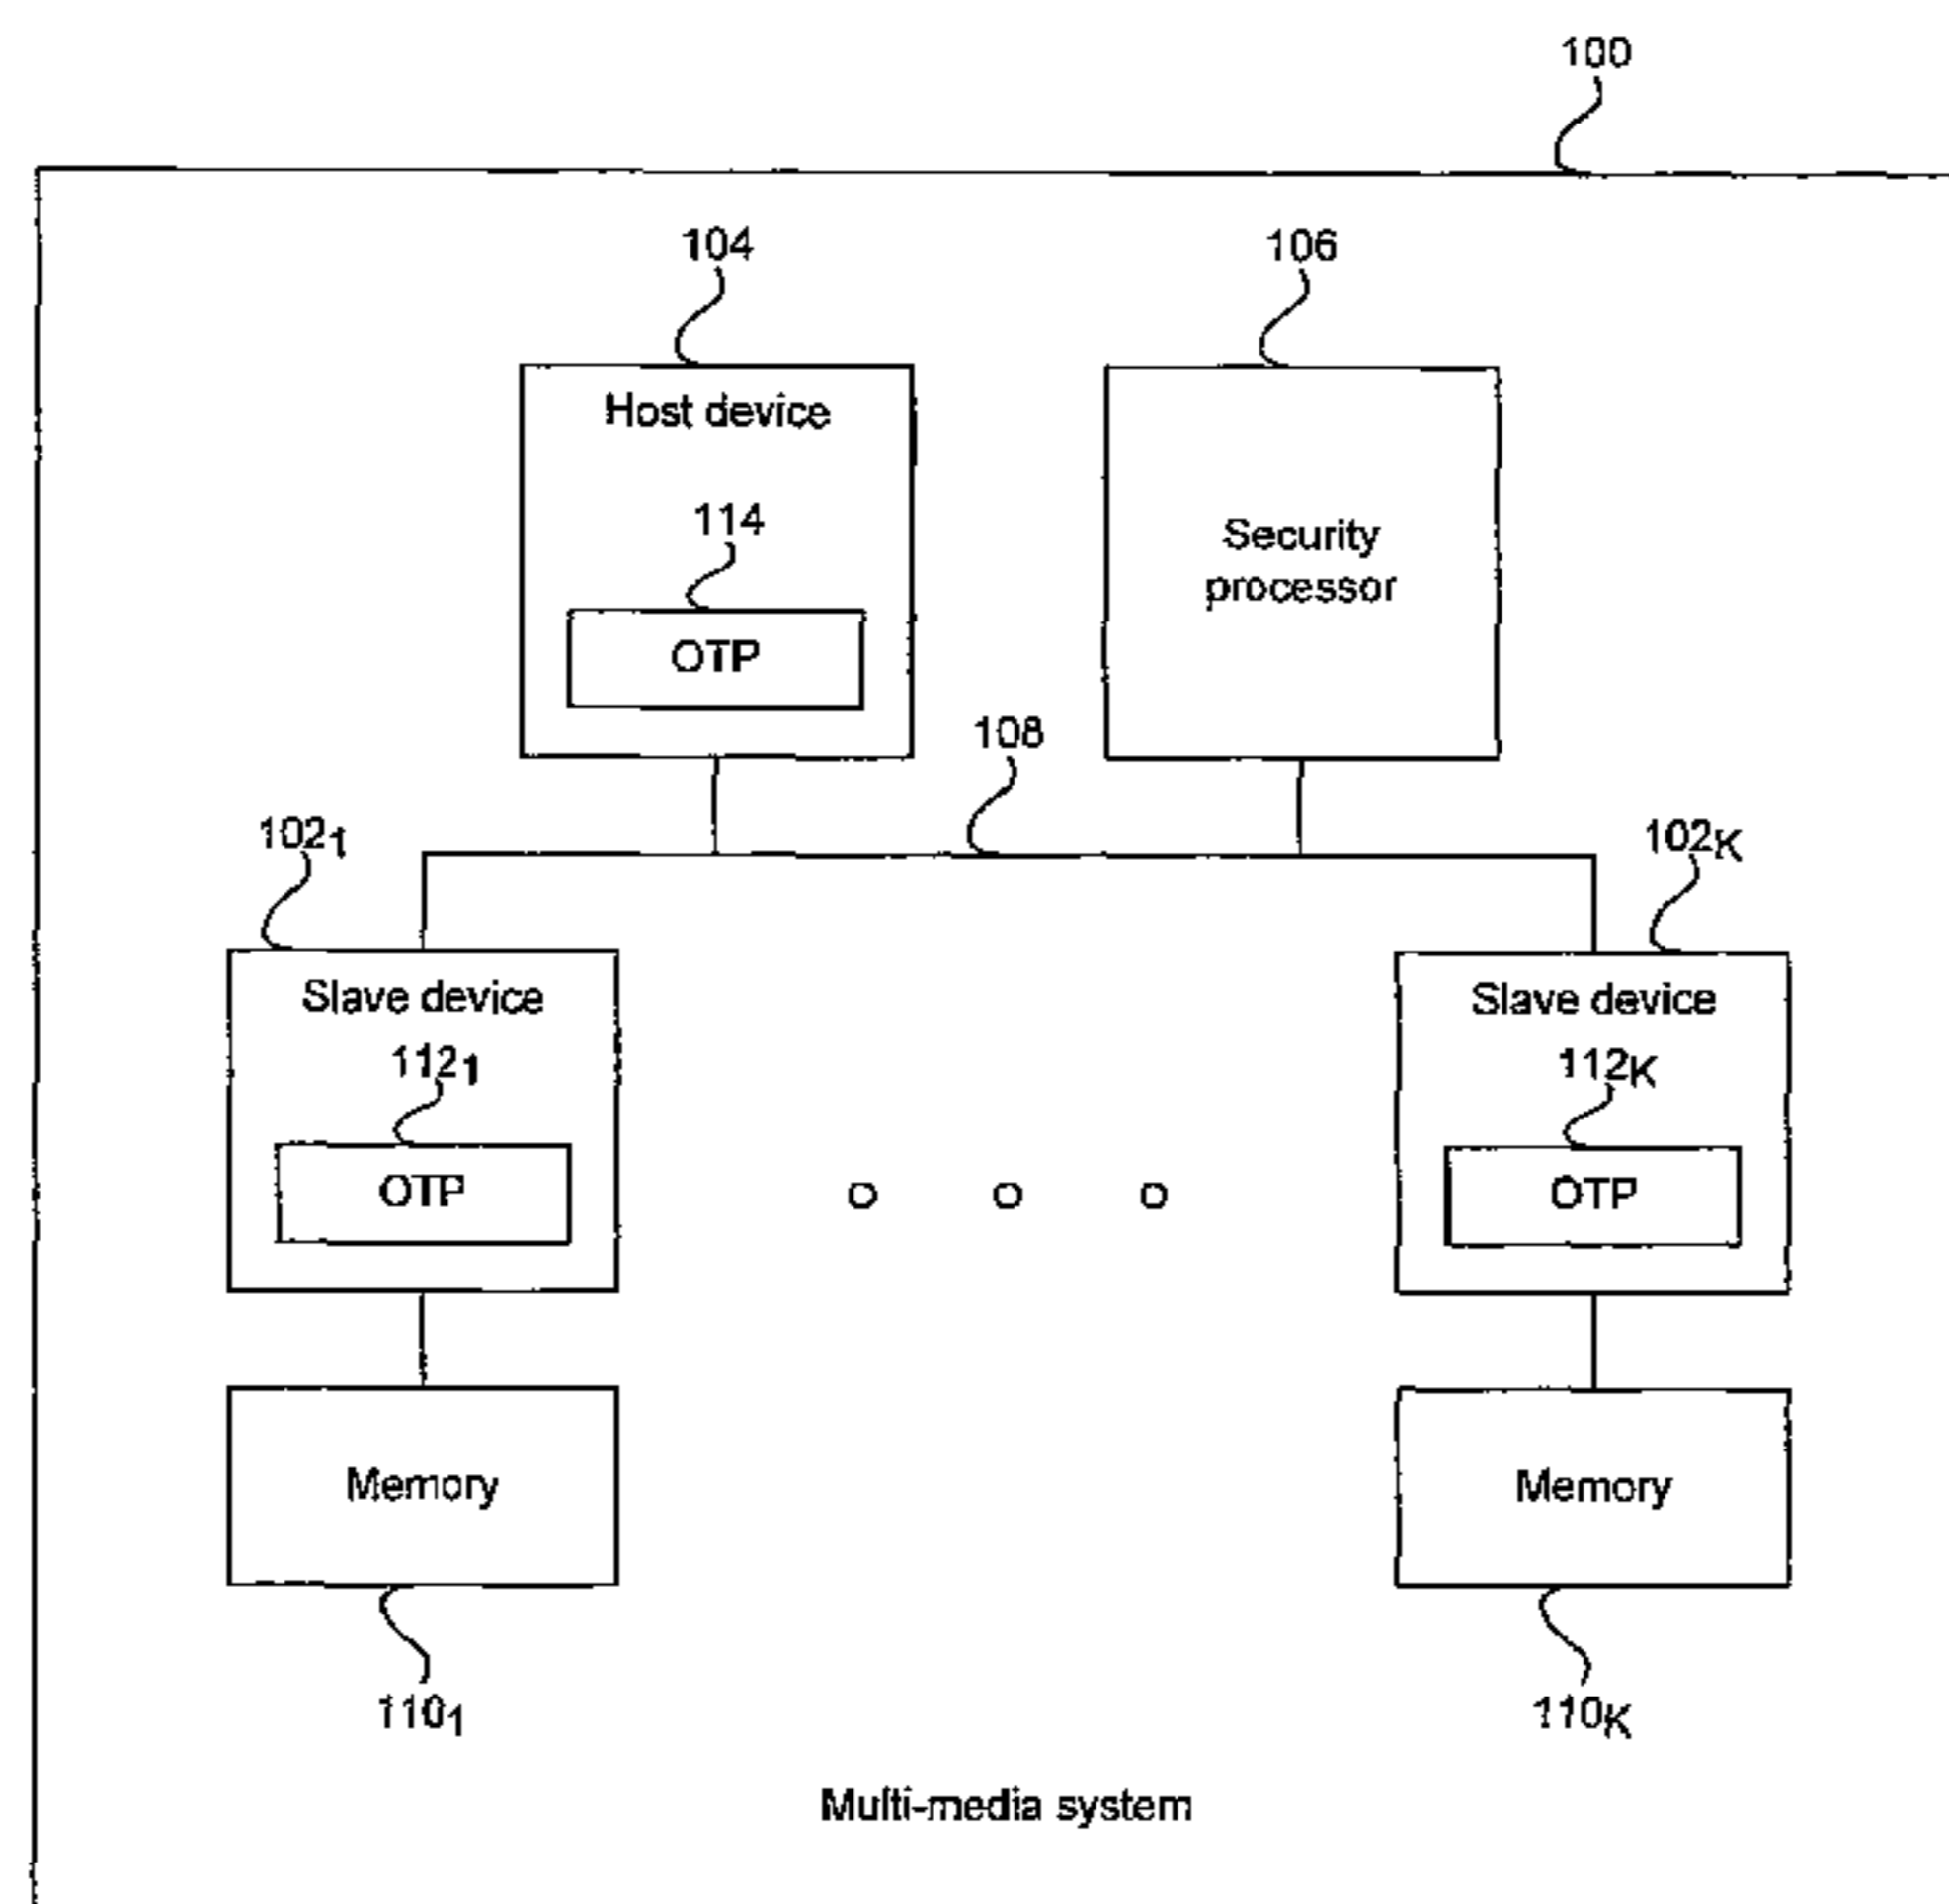 100
104
106
Host device
114
OTP
Security
processor
108
102₁
102K
Slave device
112₁
OTP
Slave device
112K
OTP
Memory
Memory
110₁
110K
Multi-media system